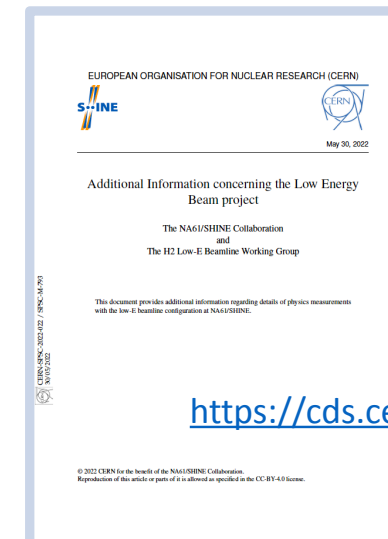 EUROPEAN ORGANISATION FOR NUCLEAR RESEARCH (CERN)
SHINE
CERN
May 30, 2022
Additional Information concerning the Low Energy
Beam project
The NA61/SHINE Collaboration
and
The H2 Low-E Beamline Working Group
This document provides additional information regarding details of physics measurements
with the low-E beamline configuration at NA61/SHINE.
CERN-SPSC-2022-022 / SPSC-M-793
30/05/2022
https://cds.ce
© 2022 CERN for the benefit of the NA61/SHINE Collaboration.
Reproduction of this article or parts of it is allowed as specified in the CC-BY-4.0 license.